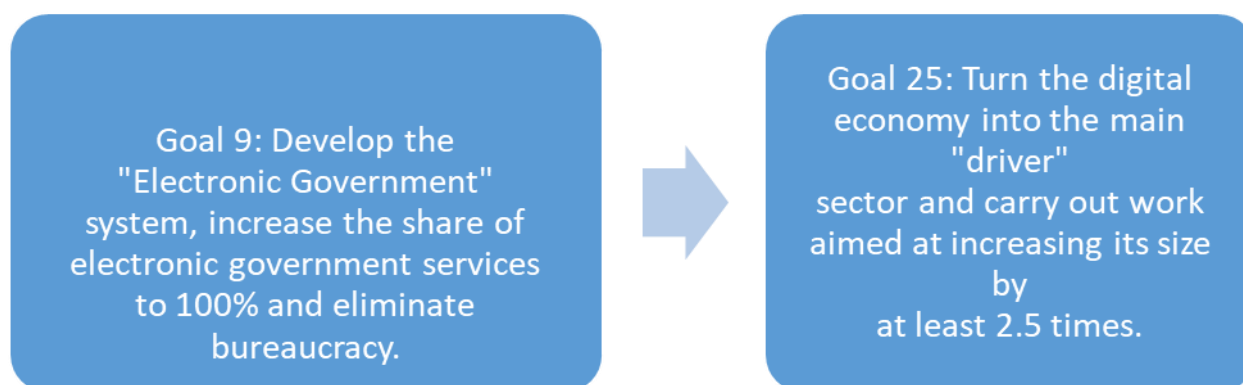 Goal 9: Develop the
"Electronic Government"
system, increase the share of
electronic government services
to 100% and eliminate
bureaucracy.
Goal 25: Turn the digital
economy into the main
"driver"
sector and carry out work
aimed at increasing its size
by
at least 2.5 times.